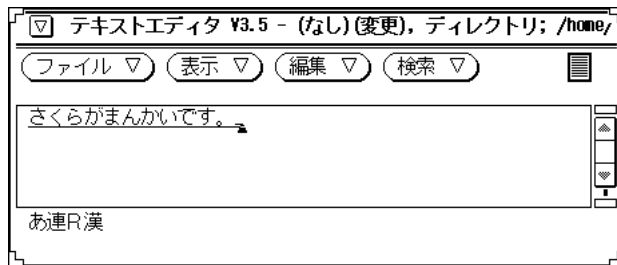 テキストエディタ V3.5 - (なし)(変更), ディレクトリ; /home/
ファイル ▽ 表示 ▽ 編集 ▽ 検索 ▽
さくらがまんかいです。
あ連R漢